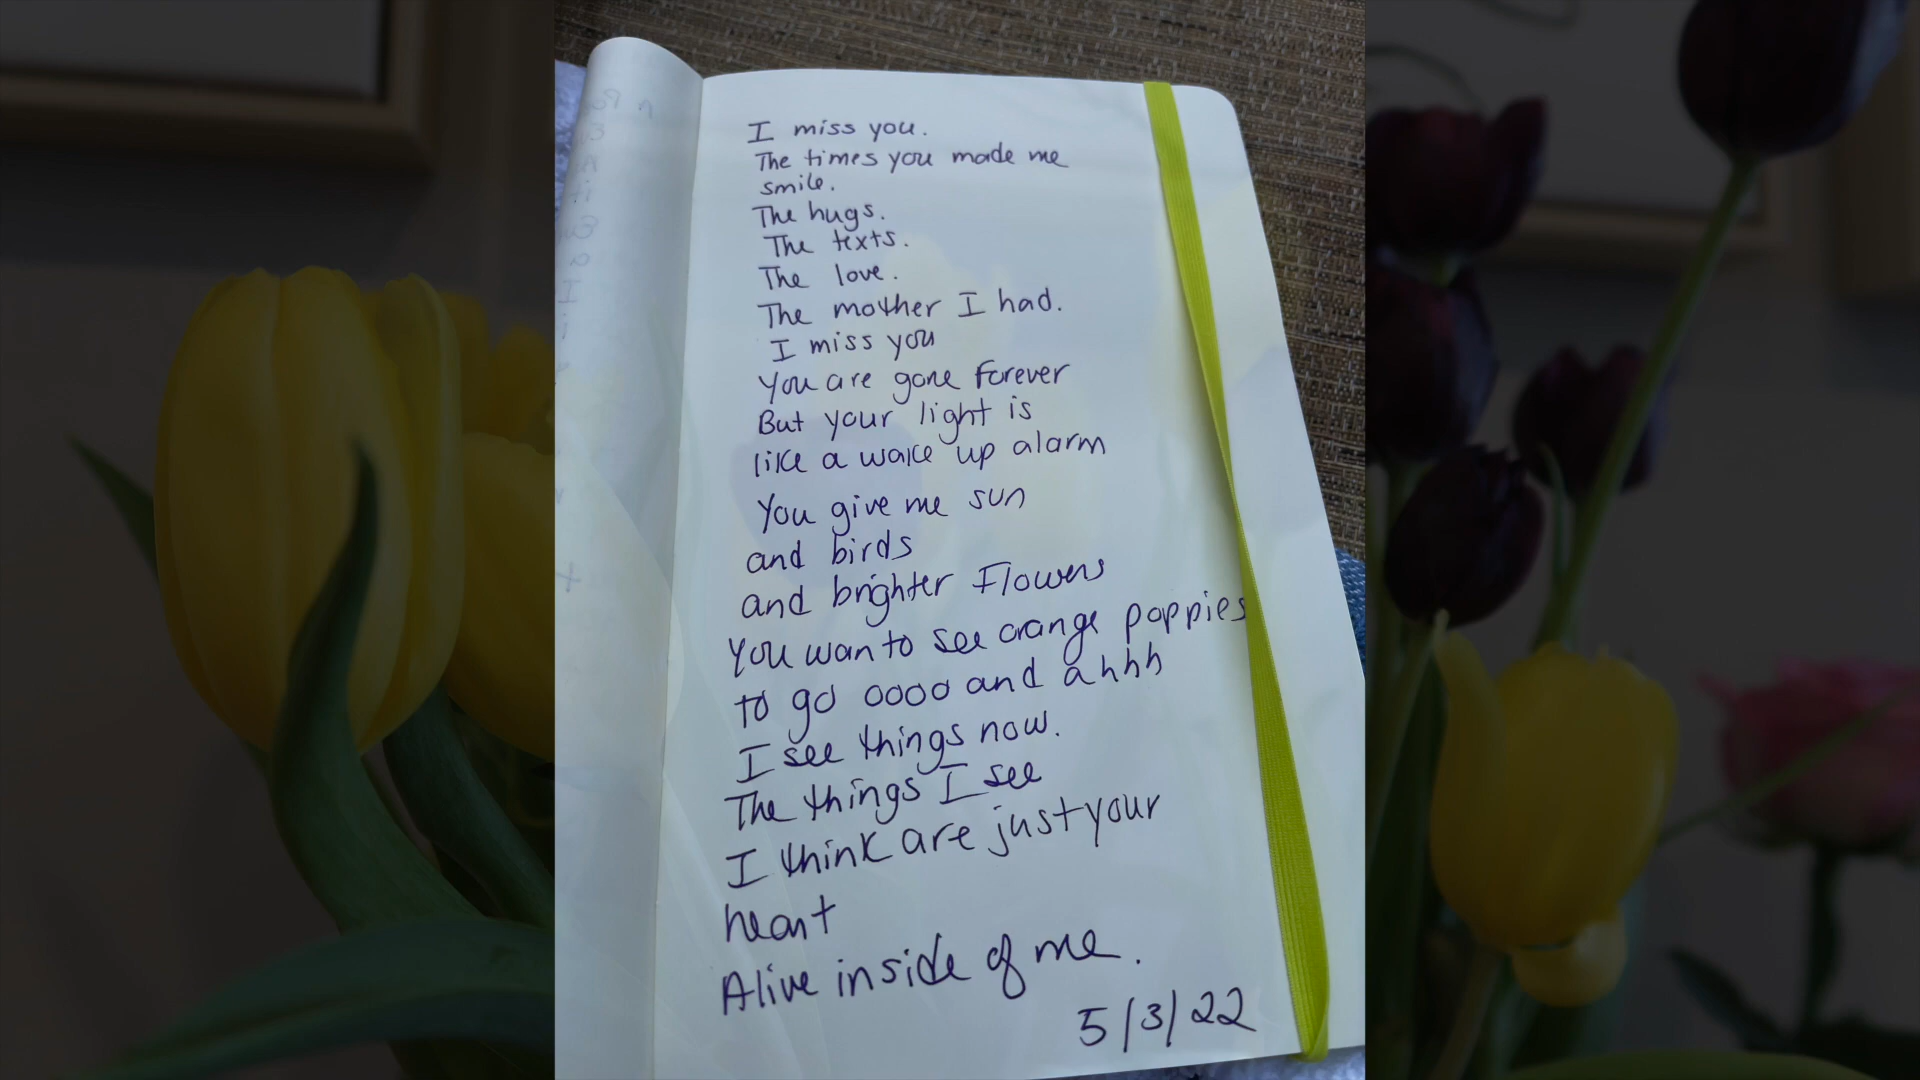 I miss you.
The times you made me
smile.
The hugs.
The texts.
The love.
The mother I had.
I miss you
You are gone forever
But your light is
like a wake up alarm
You give me sun
and birds
and brighter flowers
You want to see orange poppies
to go oooo and ahhh
I see things now.
The things I see
I think are just your
heart
Alive inside of me.
5/3/22